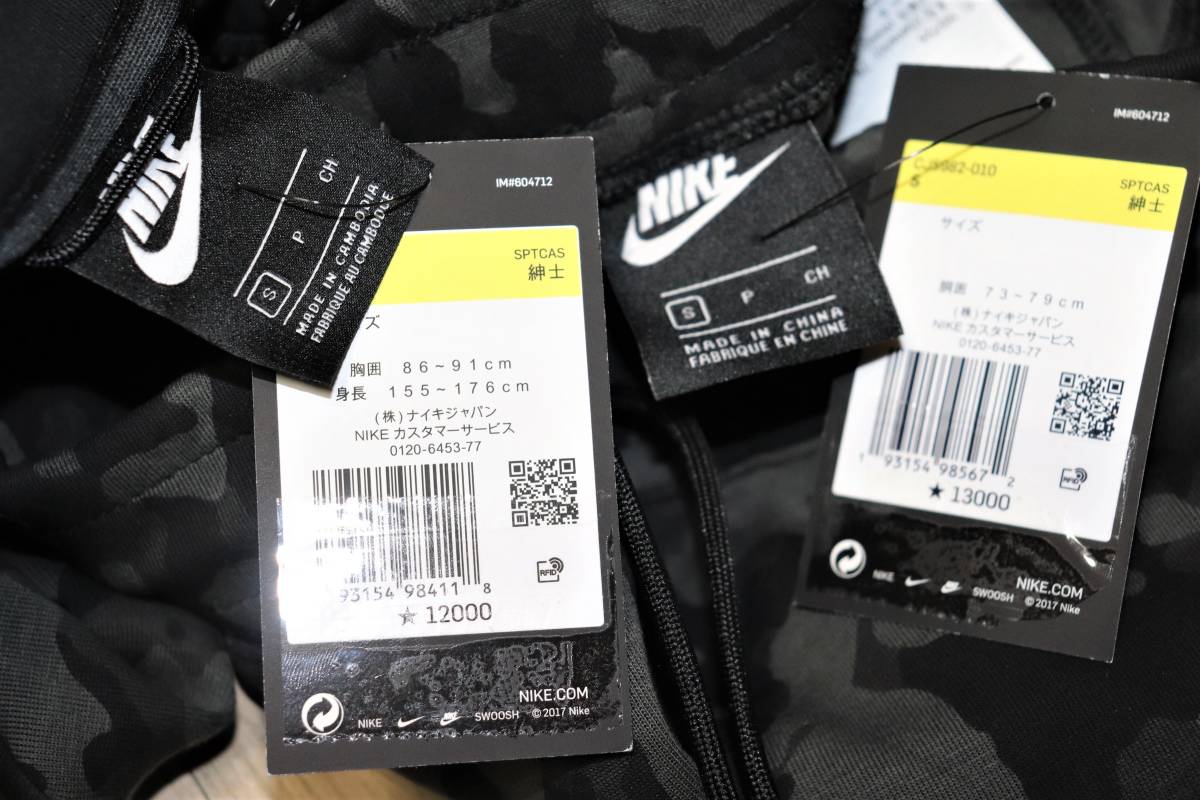 NIKE
CH
P
S
MADE IN CAMBODIA
FABRIQUE AU CAMBODGE
IM#604712
SPTCAS
紳士
ズ
胸囲 86~91cm
身長 155~176cm
(株)ナイキジャパン
NIKE カスタマーサービス
0120-6453-77
93154 98411 8
★ 12000
RFID
NIKE.COM
NIKE SWOOSH © 2017 Nike
NIKE
S P CH
MADE IN CHINA
FABRIQUE EN CHINE
IM#604712
S
SPTCAS
紳士
サイズ
胴囲 73~79cm
(株)ナイキジャパン
NIKE カスタマーサービス
0120-6453-77
1 93154 98567 2
★ 13000
RFID
NIKE.COM
NIKE SWOOSH © 2017 Nike